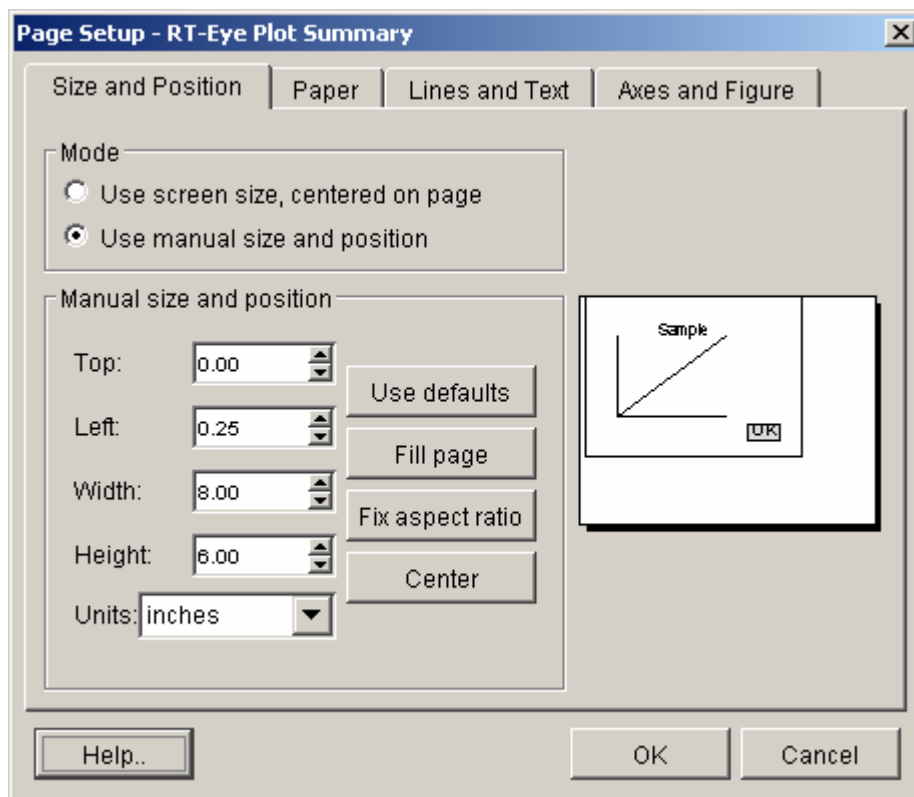 Page Setup - RT-Eye Plot Summary
Size and Position
Paper
Lines and Text
Axes and Figure
Mode
Use screen size, centered on page
Use manual size and position
Manual size and position
Top:
0.00
Left:
0.25
Width:
8.00
Height:
6.00
Units:
inches
Use defaults
Fill page
Fix aspect ratio
Center
Sample
OK
Help..
OK
Cancel